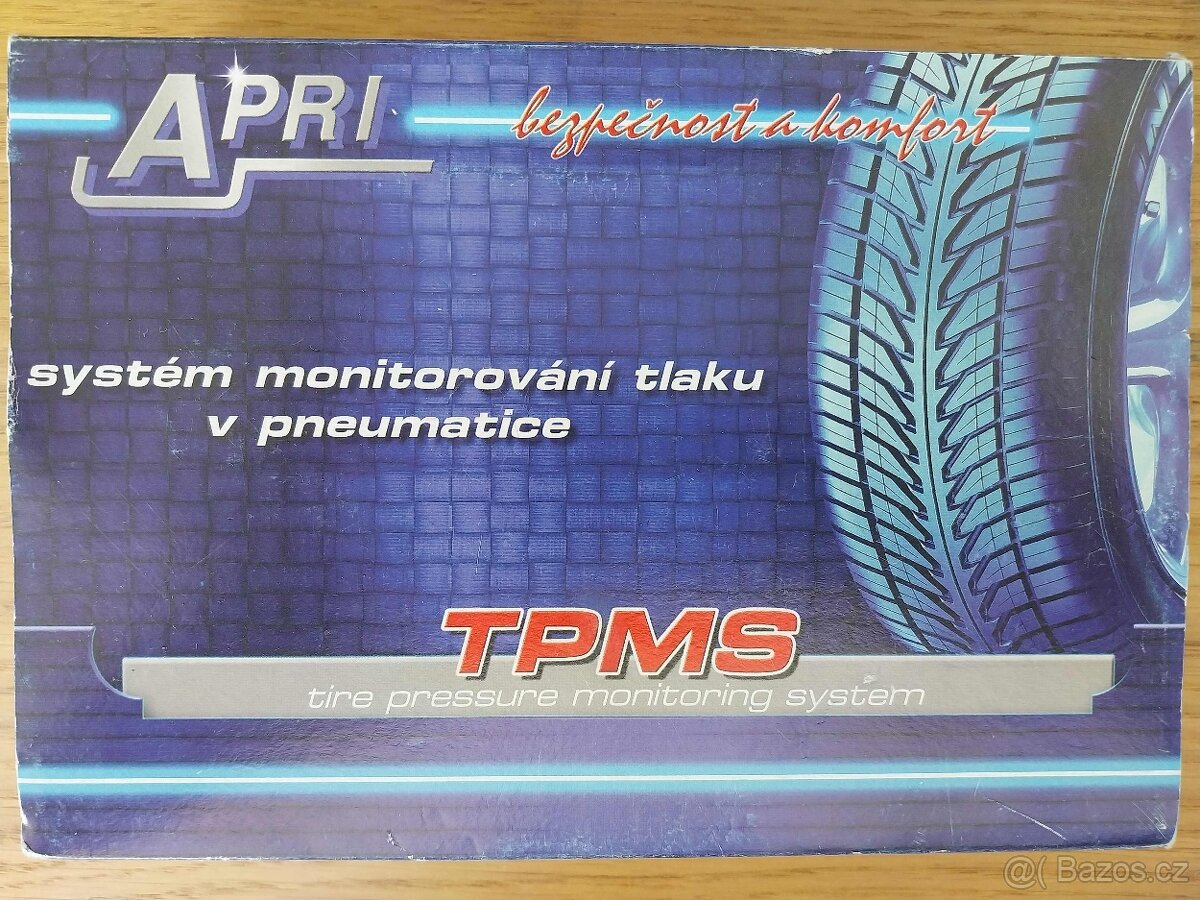 APRI
bezpečnost a komfort
systém monitorování tlaku
v pneumatice
TPMS
tire pressure monitoring system
@( Bazos.cz